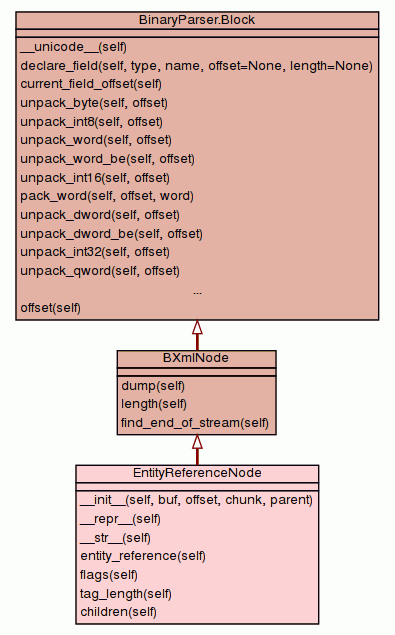 BinaryParser.Block
__unicode__(self)
declare_field(self, type, name, offset=None, length=None)
current_field_offset(self)
unpack_byte(self, offset)
unpack_int8(self, offset)
unpack_word(self, offset)
unpack_word_be(self, offset)
unpack_int16(self, offset)
pack_word(self, offset, word)
unpack_dword(self, offset)
unpack_dword_be(self, offset)
unpack_int32(self, offset)
unpack_qword(self, offset)
...
offset(self)
BXmlNode
dump(self)
length(self)
find_end_of_stream(self)
EntityReferenceNode
__init__(self, buf, offset, chunk, parent)
__repr__(self)
__str__(self)
entity_reference(self)
flags(self)
tag_length(self)
children(self)